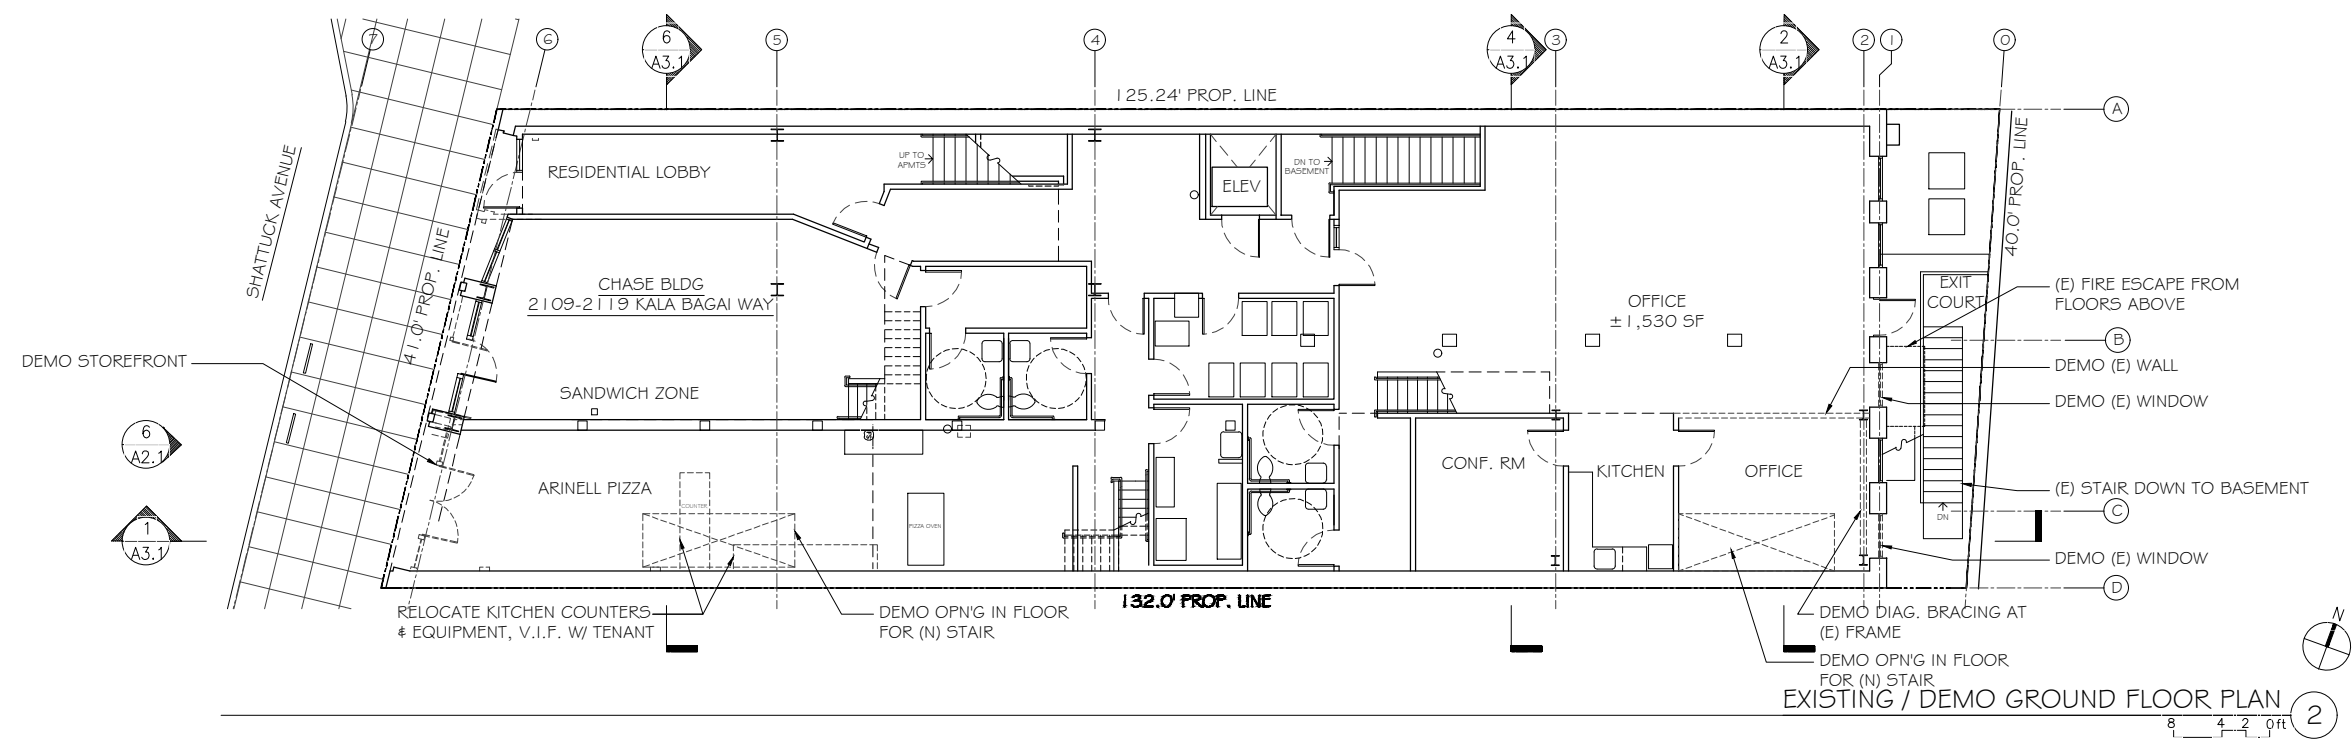 7
6
6
A3.1
5
4
4
A3.1
3
2
A3.1
2
1
0
125.24' PROP. LINE
A
SHATTUCK AVENUE
41.0' PROP. LINE
40.0' PROP. LINE
RESIDENTIAL LOBBY
UP TO
APMTS
ELEV
DN TO
BASEMENT
CHASE BLDG
2109-2119 KALA BAGAI WAY
OFFICE
±1,530 SF
EXIT
COURT
(E) FIRE ESCAPE FROM
FLOORS ABOVE
B
DEMO STOREFRONT
DEMO (E) WALL
SANDWICH ZONE
DEMO (E) WINDOW
6
A2.1
CONF. RM
KITCHEN
OFFICE
ARINELL PIZZA
COUNTER
PIZZA OVEN
(E) STAIR DOWN TO BASEMENT
C
DN
1
A3.1
DEMO (E) WINDOW
D
132.0' PROP. LINE
RELOCATE KITCHEN COUNTERS
& EQUIPMENT, V.I.F. W/ TENANT
DEMO OPN'G IN FLOOR
FOR (N) STAIR
DEMO DIAG. BRACING AT
(E) FRAME
DEMO OPN'G IN FLOOR
FOR (N) STAIR
N
EXISTING / DEMO GROUND FLOOR PLAN
2
8 4 2 0ft